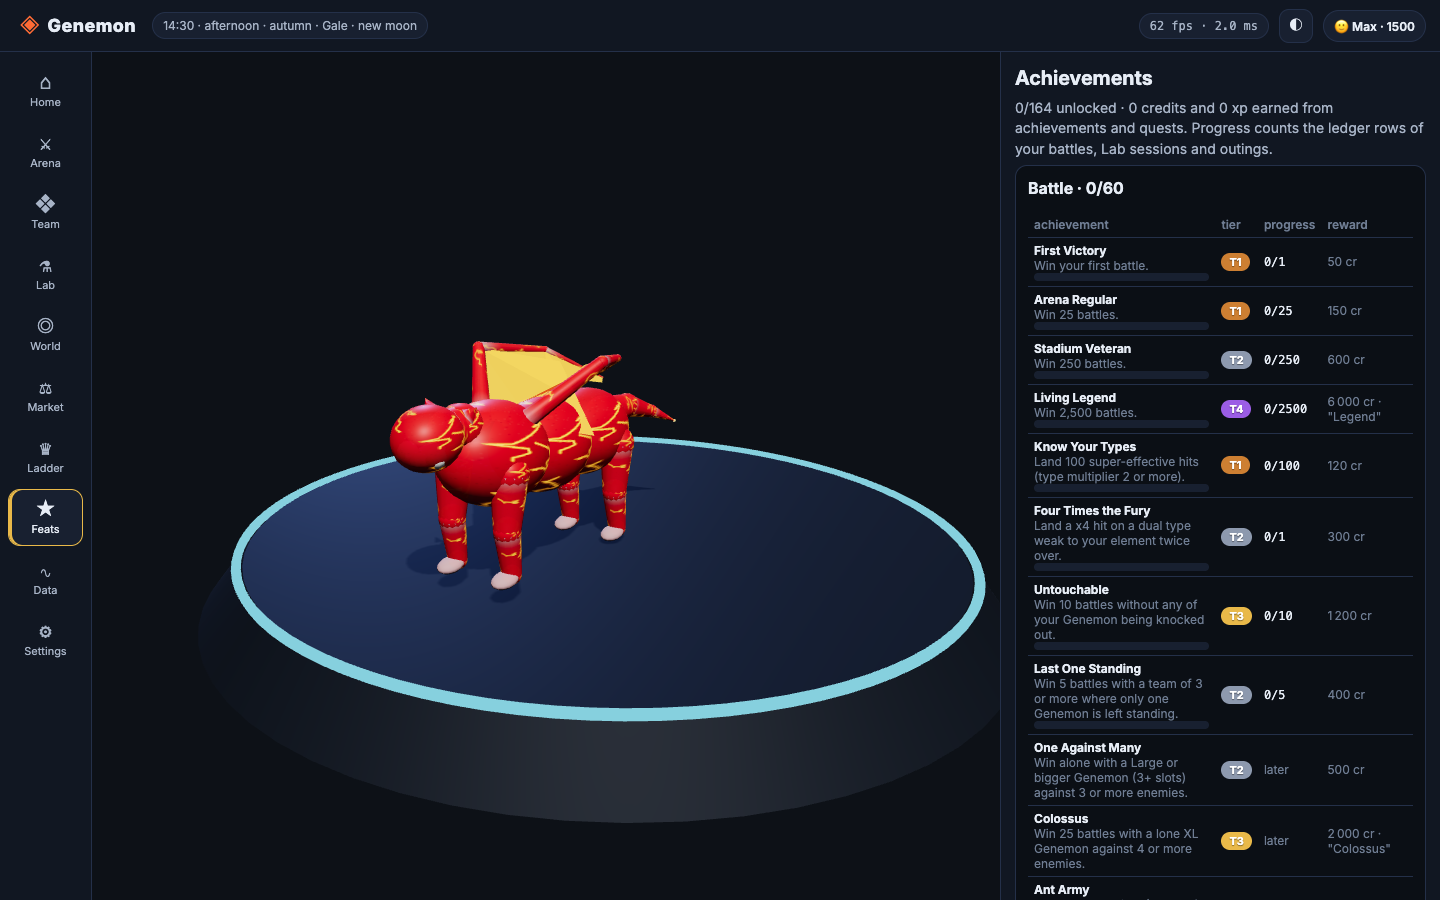 Genemon
14:30 · afternoon · autumn · Gale · new moon
62 fps · 2.0 ms
Max · 1500
Home
Arena
Team
Lab
World
Market
Ladder
Feats
Data
Settings
Achievements
0/164 unlocked · 0 credits and 0 xp earned from
achievements and quests. Progress counts the ledger rows of
your battles, Lab sessions and outings.
Battle · 0/60
achievement tier progress reward
First Victory
Win your first battle.
T1 0/1 50 cr
Arena Regular
Win 25 battles.
T1 0/25 150 cr
Stadium Veteran
Win 250 battles.
T2 0/250 600 cr
Living Legend
Win 2,500 battles.
T4 0/2500 6 000 cr ·
"Legend"
Know Your Types
Land 100 super-effective hits
(type multiplier 2 or more).
T1 0/100 120 cr
Four Times the Fury
Land a x4 hit on a dual type
weak to your element twice
over.
T2 0/1 300 cr
Untouchable
Win 10 battles without any of
your Genemon being knocked
out.
T3 0/10 1 200 cr
Last One Standing
Win 5 battles with a team of 3
or more where only one
Genemon is left standing.
T2 0/5 400 cr
One Against Many
Win alone with a Large or
bigger Genemon (3+ slots)
against 3 or more enemies.
T2 later 500 cr
Colossus
Win 25 battles with a lone XL
Genemon against 4 or more
enemies.
T3 later 2 000 cr ·
"Colossus"
Ant Army